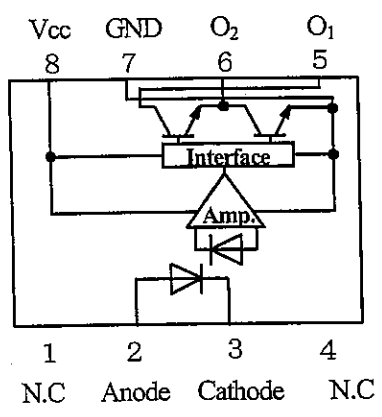 Vcc GND O₂ O₁
8 7 6 5
Interface
Amp.
1 2 3 4
N.C Anode Cathode N.C